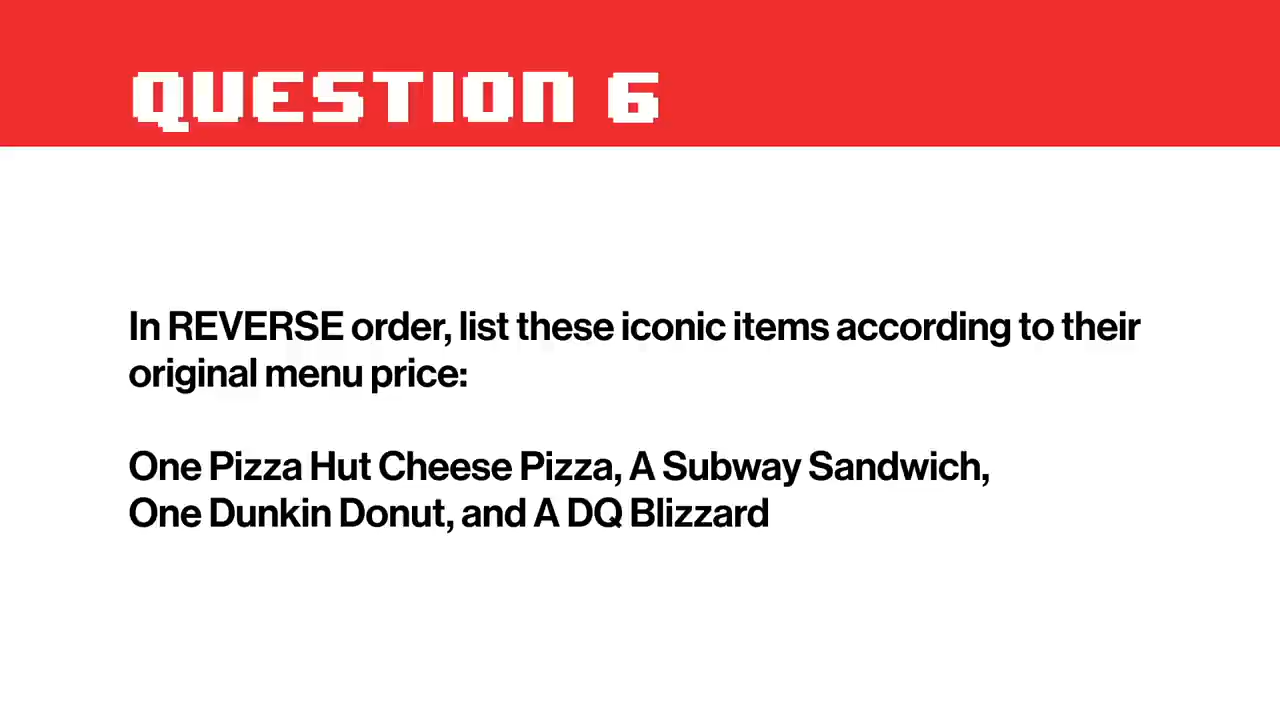 QUESTION 6
In REVERSE order, list these iconic items according to their
original menu price:
One Pizza Hut Cheese Pizza, A Subway Sandwich,
One Dunkin Donut, and A DQ Blizzard